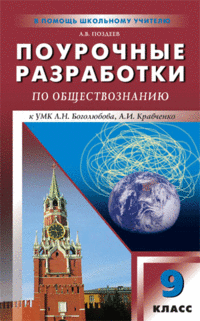 В ПОМОЩЬ ШКОЛЬНОМУ УЧИТЕЛЮ
А.В. ПОЗДЕЕВ
ПОУРОЧНЫЕ
РАЗРАБОТКИ
ПО ОБЩЕСТВОЗНАНИЮ
к УМК Л.Н. Боголюбова, А.И. Кравченко
9
КЛАСС